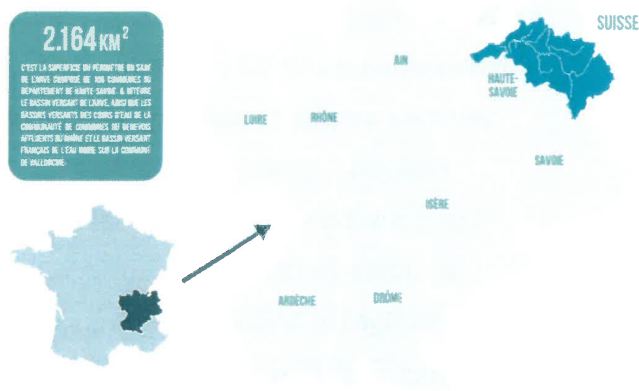 2.164 KM²
C'EST LA SUPERFICIE DU PÉRIMÈTRE DU SAGE
DE L'ARVE COMPOSÉ DE 106 COMMUNES DU
DÉPARTEMENT DE HAUTE-SAVOIE. IL INTÈGRE
LE BASSIN VERSANT DE L'ARVE, AINSI QUE LES
BASSINS VERSANTS DES COURS D'EAU DE LA
COMMUNAUTÉ DE COMMUNES DU GENEVOIS
AFFLUENTS DU RHÔNE ET LE BASSIN VERSANT
FRANÇAIS DE L'EAU NOIRE SUR LA COMMUNE
DE VALLORCINE.
SUISSE
AIN
HAUTE-
SAVOIE
LOIRE
RHÔNE
SAVOIE
ISÈRE
ARDÈCHE
DRÔME